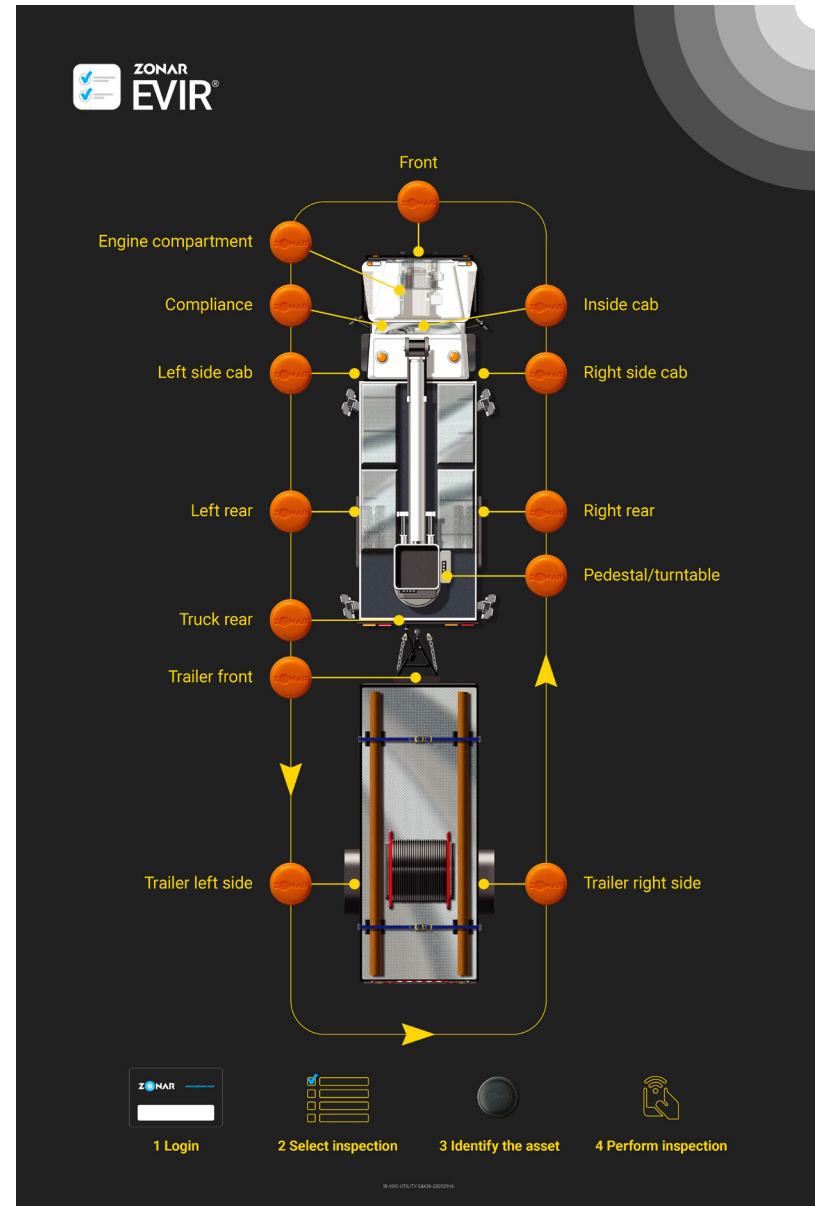 ZONAR
EVIR®
Front
Engine compartment
Compliance
Inside cab
Left side cab
Right side cab
Left rear
Right rear
Pedestal/turntable
Truck rear
Trailer front
Trailer left side
Trailer right side
ZONAR
1 Login
2 Select inspection
3 Identify the asset
4 Perform inspection